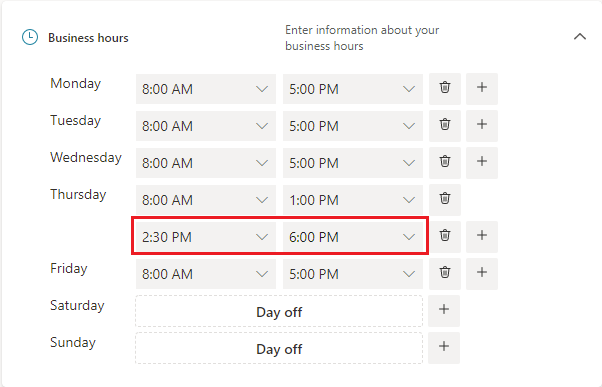 Business hours
Enter information about your
business hours
Monday 8:00 AM 5:00 PM
Tuesday 8:00 AM 5:00 PM
Wednesday 8:00 AM 5:00 PM
Thursday 8:00 AM 1:00 PM
2:30 PM 6:00 PM
Friday 8:00 AM 5:00 PM
Saturday Day off
Sunday Day off